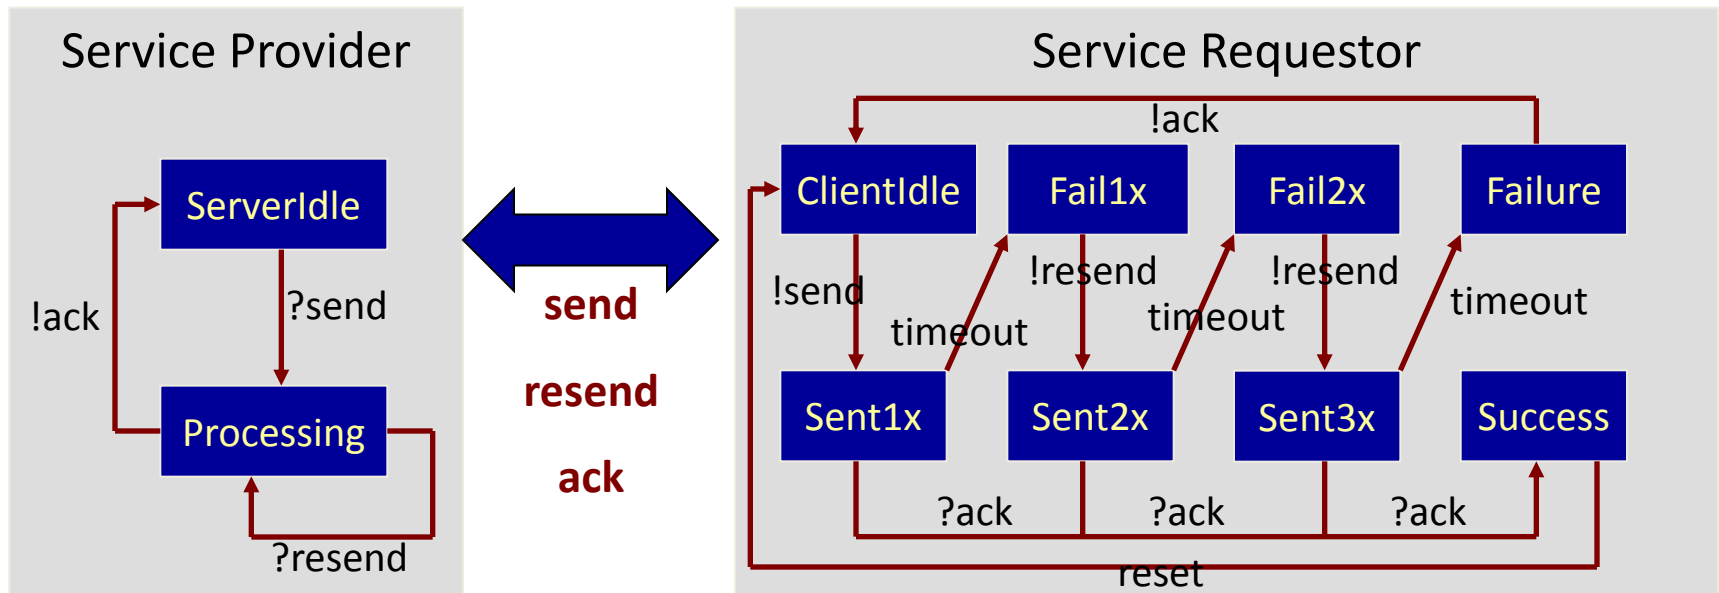 Service Provider
ServerIdle
!ack
?send
Processing
?resend
send
resend
ack
Service Requestor
!ack
ClientIdle
Fail1x
Fail2x
Failure
!send
!resend
!resend
timeout
timeout
timeout
Sent1x
Sent2x
Sent3x
Success
?ack
?ack
?ack
reset